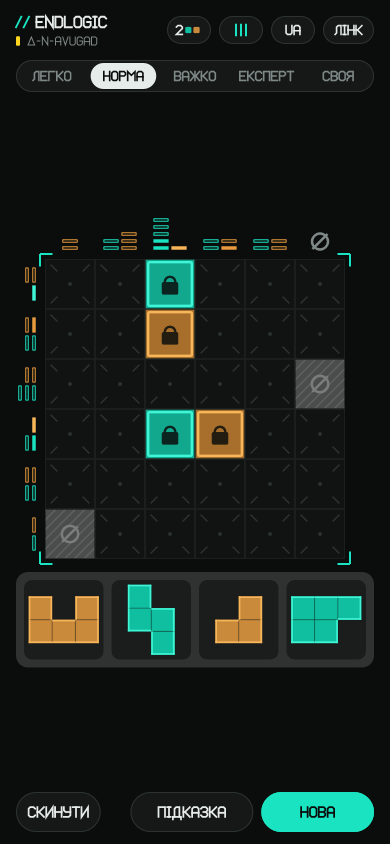 // ENDLOGIC
Δ-N-AVUGAD
2
UA
ЛІНК
ЛЕГКО
НОРМА
ВАЖКО
ЕКСПЕРТ
СВОЯ
СКИНУТИ
ПІДКАЗКА
НОВА